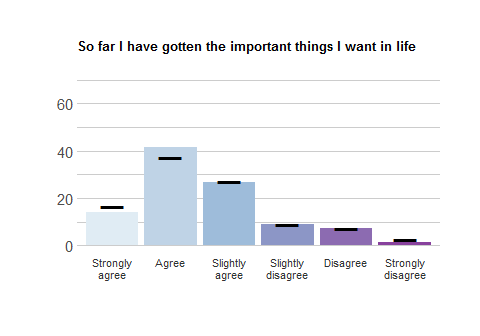 So far I have gotten the important things I want in life
60
40
20
0
Strongly agree
Agree
Slightly agree
Slightly disagree
Disagree
Strongly disagree